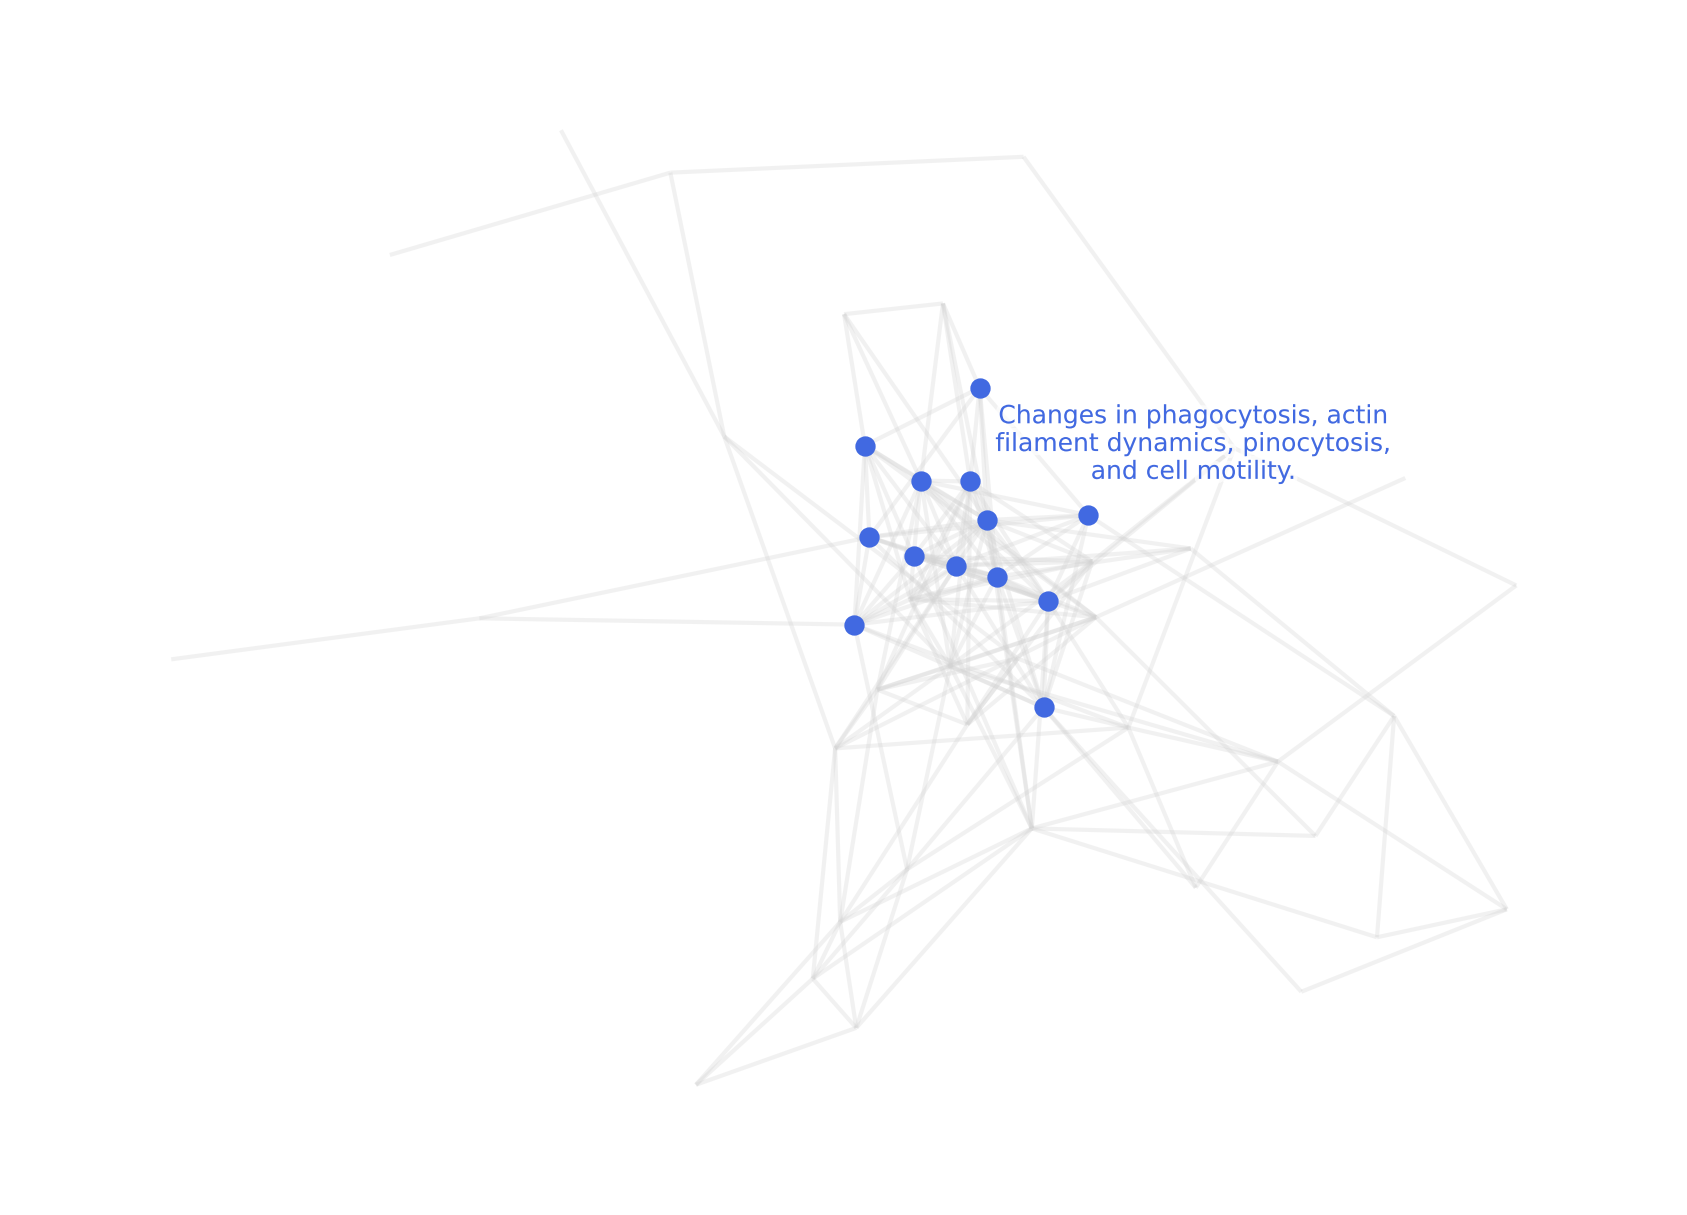 Changes in phagocytosis, actin
filament dynamics, pinocytosis,
and cell motility.